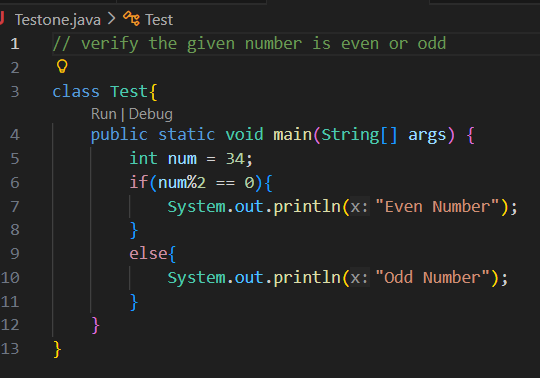 Testone.java > Test
1 // verify the given number is even or odd
2
3 class Test{
Run | Debug
4 public static void main(String[] args) {
5 int num = 34;
6 if(num%2 == 0){
7 System.out.println(x: "Even Number");
8 }
9 else{
10 System.out.println(x: "Odd Number");
11 }
12 }
13 }